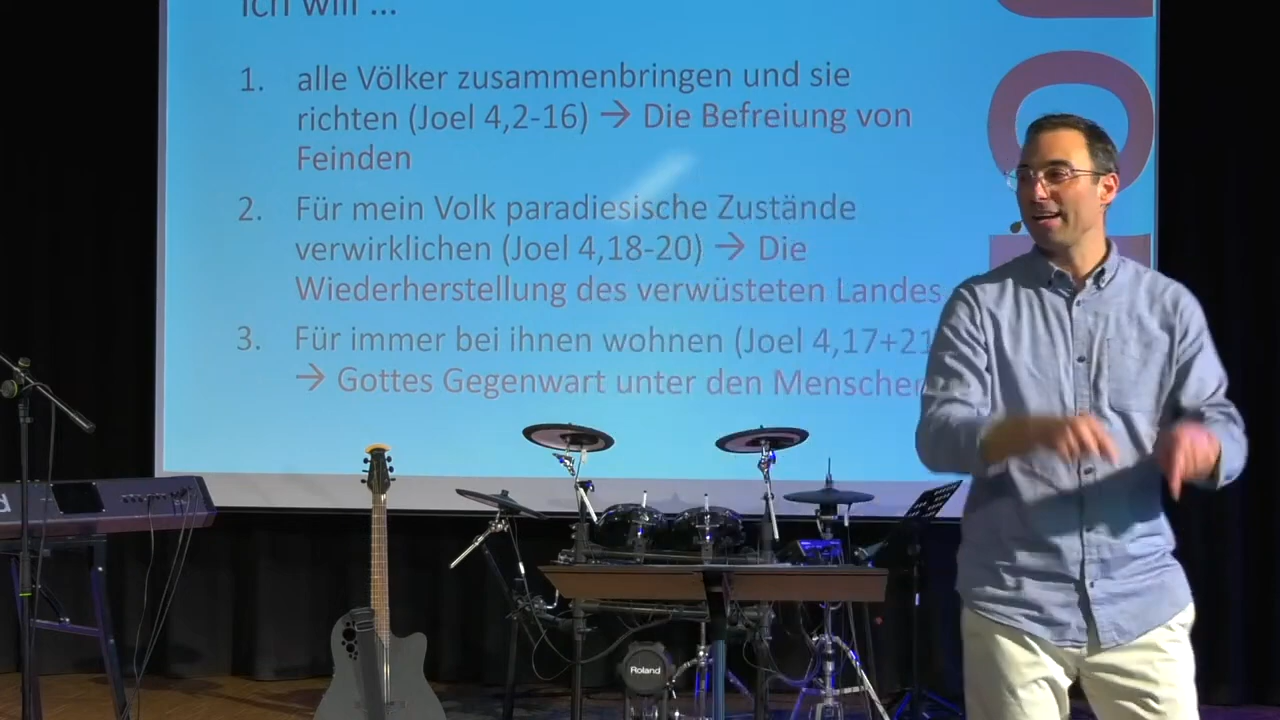 Ich will ...
1. alle Völker zusammenbringen und sie
richten (Joel 4,2-16) → Die Befreiung von
Feinden
2. Für mein Volk paradiesische Zustände
verwirklichen (Joel 4,18-20) → Die
Wiederherstellung des verwüsteten Landes
3. Für immer bei ihnen wohnen (Joel 4,17+21
→ Gottes Gegenwart unter den Menschen
Roland